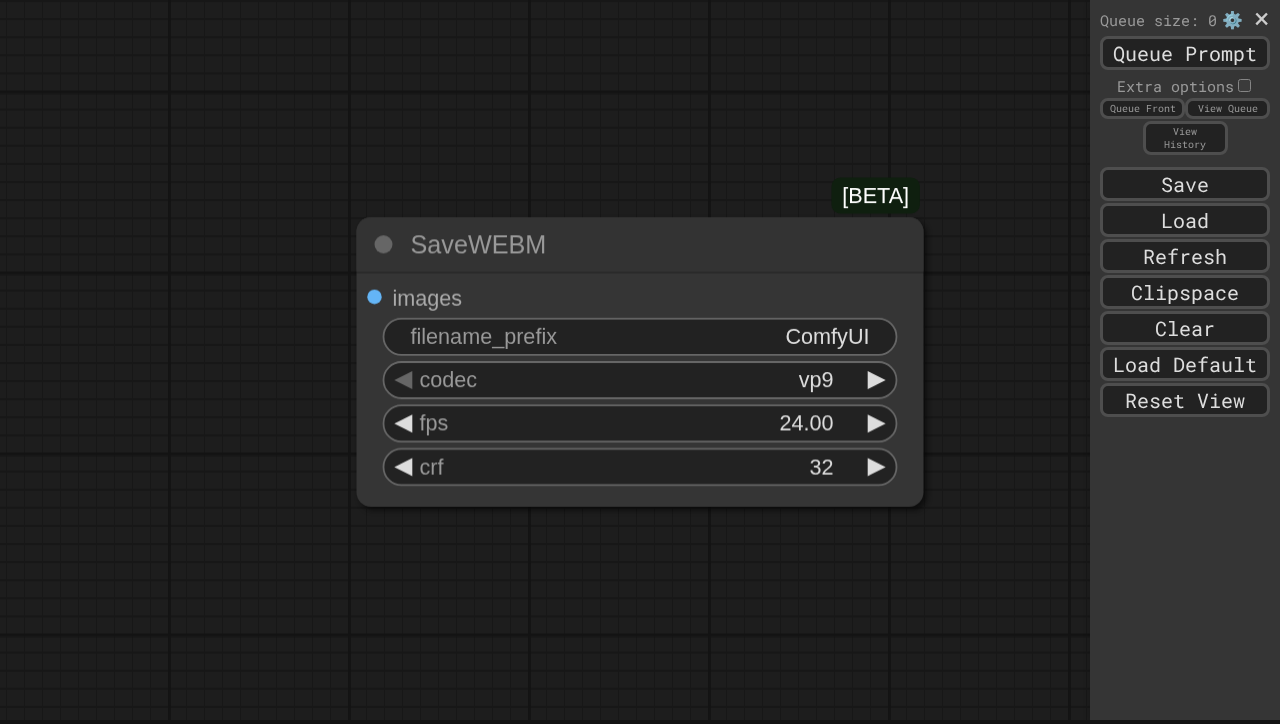 Queue size: 0
Queue Prompt
Extra options
Queue Front
View Queue
View
History
Save
Load
Refresh
Clipspace
Clear
Load Default
Reset View
[BETA]
SaveWEBM
images
filename_prefix ComfyUI
codec vp9
fps 24.00
crf 32